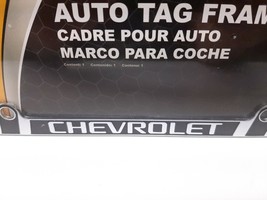 AUTO TAG FRAM
CADRE POUR AUTO
MARCO PARA COCHE
CHEVROLET